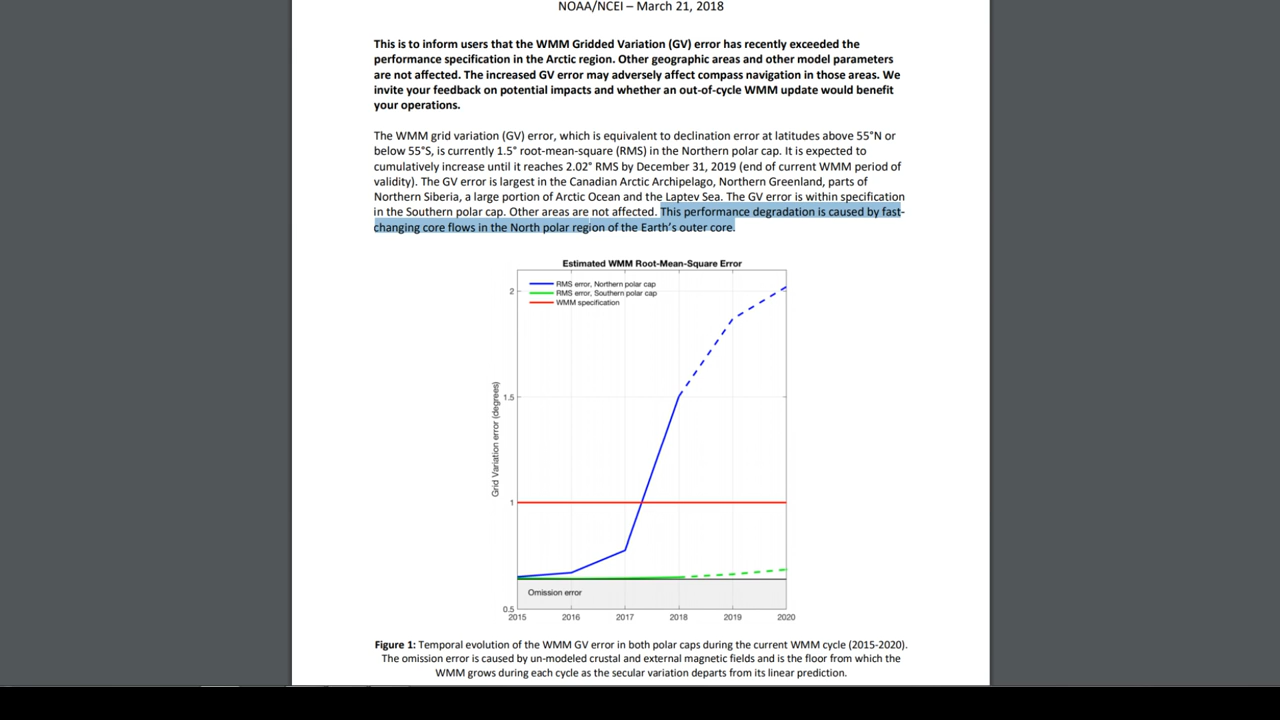 NOAA/NCEI – March 21, 2018
This is to inform users that the WMM Gridded Variation (GV) error has recently exceeded the
performance specification in the Arctic region. Other geographic areas and other model parameters
are not affected. The increased GV error may adversely affect compass navigation in those areas. We
invite your feedback on potential impacts and whether an out-of-cycle WMM update would benefit
your operations.
The WMM grid variation (GV) error, which is equivalent to declination error at latitudes above 55°N or
below 55°S, is currently 1.5° root-mean-square (RMS) in the Northern polar cap. It is expected to
cumulatively increase until it reaches 2.02° RMS by December 31, 2019 (end of current WMM period of
validity). The GV error is largest in the Canadian Arctic Archipelago, Northern Greenland, parts of
Northern Siberia, a large portion of Arctic Ocean and the Laptev Sea. The GV error is within specification
in the Southern polar cap. Other areas are not affected. This performance degradation is caused by fast-
changing core flows in the North polar region of the Earth's outer core.
Estimated WMM Root-Mean-Square Error
RMS error, Northern polar cap
RMS error, Southern polar cap
WMM specification
2
1.5
1
0.5
Grid Variation error (degrees)
Omission error
2015 2016 2017 2018 2019 2020
Figure 1: Temporal evolution of the WMM GV error in both polar caps during the current WMM cycle (2015-2020).
The omission error is caused by un-modeled crustal and external magnetic fields and is the floor from which the
WMM grows during each cycle as the secular variation departs from its linear prediction.